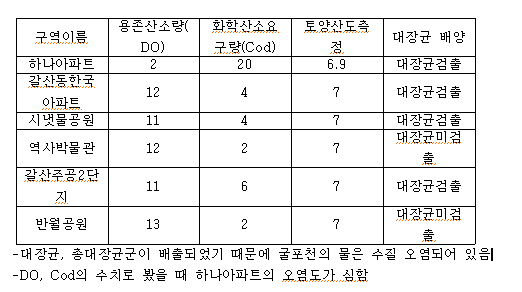 구역이름 용존산소량(DO) 화학산소요구량(Cod) 토양산도측정 대장균 배양
하나아파트 2 20 6.9 대장균검출
갈산동한국아파트 12 4 7 대장균검출
시냇물공원 11 4 7 대장균검출
역사박물관 12 2 7 대장균미검출
갈산주공2단지 11 6 7 대장균검출
반월공원 13 2 7 대장균미검출
-대장균, 총대장균군이 배출되었기 때문에 굴포천의 물은 수질 오염되어 있음
-DO, Cod의 수치로 봤을 때 하나아파트의 오염도가 심함